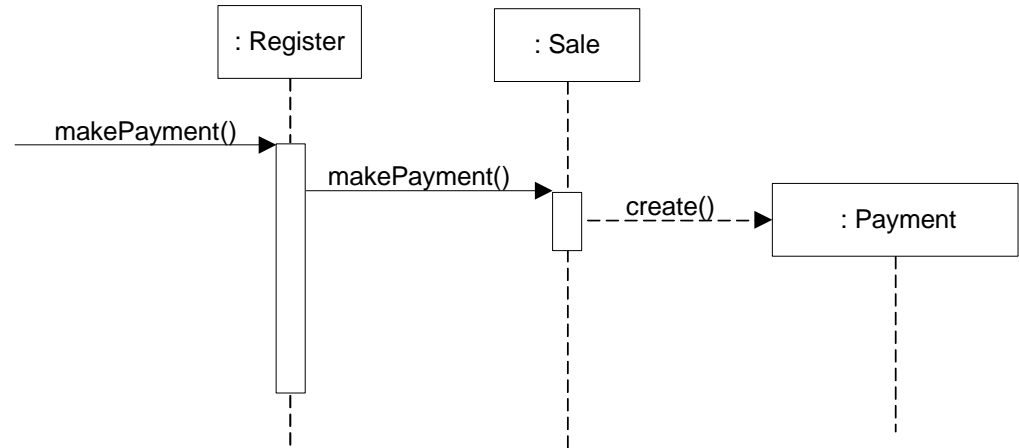 : Register
: Sale
makePayment()
makePayment()
create()
: Payment